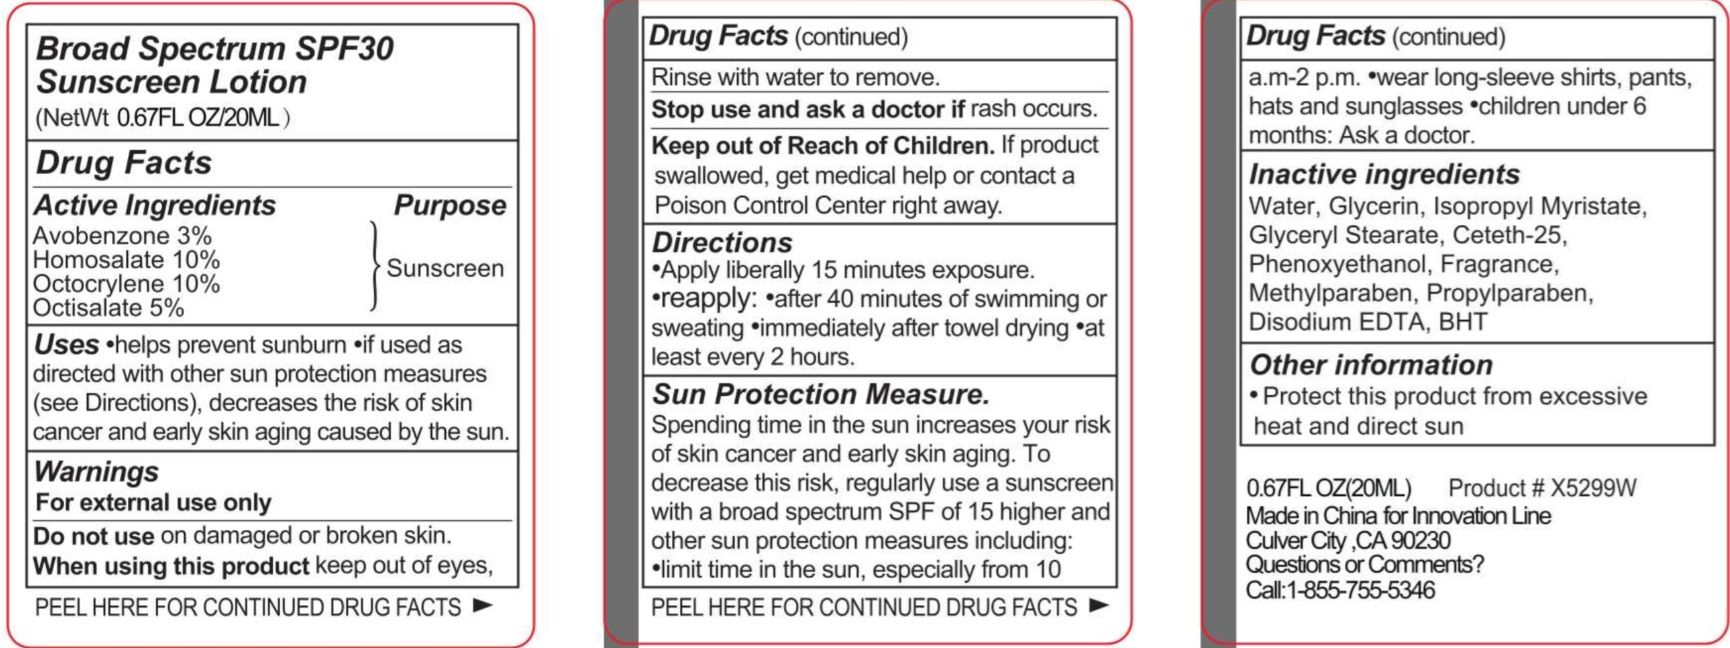 Broad Spectrum SPF30
Sunscreen Lotion
(NetWt 0.67FL OZ/20ML)
Drug Facts
Active Ingredients Purpose
Avobenzone 3%
Homosalate 10%
Octocrylene 10%
Octisalate 5%
Sunscreen
Uses •helps prevent sunburn •if used as
directed with other sun protection measures
(see Directions), decreases the risk of skin
cancer and early skin aging caused by the sun.
Warnings
For external use only
Do not use on damaged or broken skin.
When using this product keep out of eyes,
PEEL HERE FOR CONTINUED DRUG FACTS ►
Drug Facts (continued)
Rinse with water to remove.
Stop use and ask a doctor if rash occurs.
Keep out of Reach of Children. If product
swallowed, get medical help or contact a
Poison Control Center right away.
Directions
•Apply liberally 15 minutes exposure.
•reapply: •after 40 minutes of swimming or
sweating •immediately after towel drying •at
least every 2 hours.
Sun Protection Measure.
Spending time in the sun increases your risk
of skin cancer and early skin aging. To
decrease this risk, regularly use a sunscreen
with a broad spectrum SPF of 15 higher and
other sun protection measures including:
•limit time in the sun, especially from 10
PEEL HERE FOR CONTINUED DRUG FACTS ►
Drug Facts (continued)
a.m-2 p.m. •wear long-sleeve shirts, pants,
hats and sunglasses •children under 6
months: Ask a doctor.
Inactive ingredients
Water, Glycerin, Isopropyl Myristate,
Glyceryl Stearate, Ceteth-25,
Phenoxyethanol, Fragrance,
Methylparaben, Propylparaben,
Disodium EDTA, BHT
Other information
• Protect this product from excessive
heat and direct sun
0.67FL OZ(20ML) Product # X5299W
Made in China for Innovation Line
Culver City ,CA 90230
Questions or Comments?
Call:1-855-755-5346